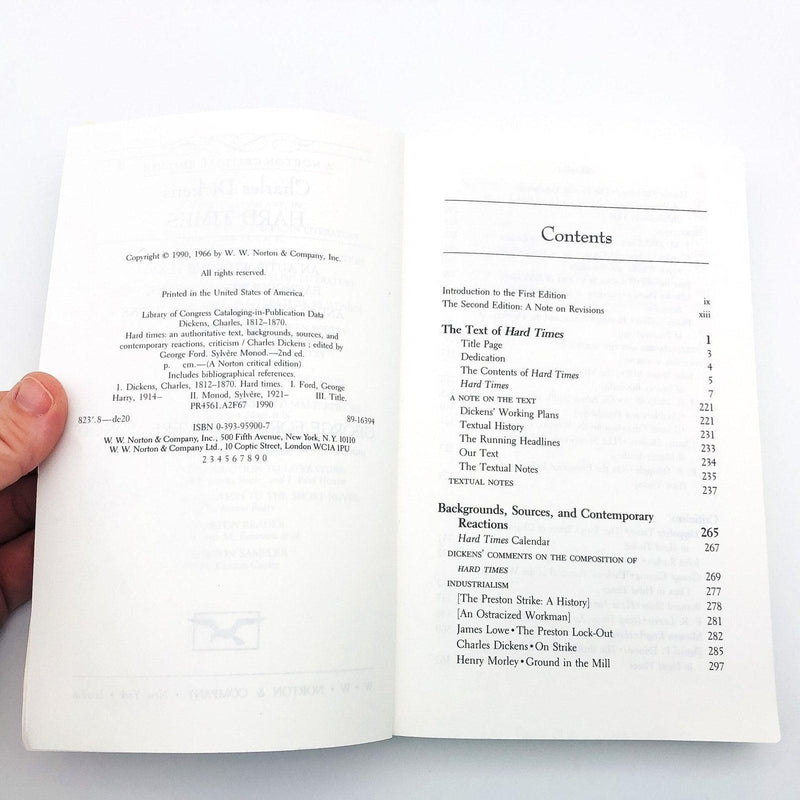 Copyright © 1990, 1966 by W. W. Norton & Company, Inc.
All rights reserved.
Printed in the United States of America.
Library of Congress Cataloging-in-Publication Data
Dickens, Charles, 1812–1870.
Hard times: an authoritative text, backgrounds, sources, and
contemporary reactions, criticism / Charles Dickens ; edited by
George Ford, Sylvère Monod.—2nd ed.
p. cm.—(A Norton critical edition)
Includes bibliographical references.
1. Dickens, Charles, 1812–1870. Hard times. I. Ford, George
Harry, 1914– II. Monod, Sylvère, 1921– III. Title.
PR4561.A2F67 1990
823'.8—dc20 89-16394
ISBN 0-393-95900-7
W. W. Norton & Company, Inc., 500 Fifth Avenue, New York, N.Y. 10110
W. W. Norton & Company Ltd., 10 Coptic Street, London WC1A 1PU
2 3 4 5 6 7 8 9 0
Contents
Introduction to the First Edition ix
The Second Edition: A Note on Revisions xiii
The Text of Hard Times 1
Title Page 3
Dedication 4
The Contents of Hard Times 5
Hard Times 7
A NOTE ON THE TEXT 221
Dickens' Working Plans 221
Textual History 231
The Running Headlines 233
Our Text 234
The Textual Notes 235
TEXTUAL NOTES 237
Backgrounds, Sources, and Contemporary
Reactions 265
Hard Times Calendar 267
DICKENS' COMMENTS ON THE COMPOSITION OF
HARD TIMES 269
INDUSTRIALISM 277
[The Preston Strike: A History] 278
[An Ostracized Workman] 281
James Lowe • The Preston Lock-Out 282
Charles Dickens • On Strike 285
Henry Morley • Ground in the Mill 297